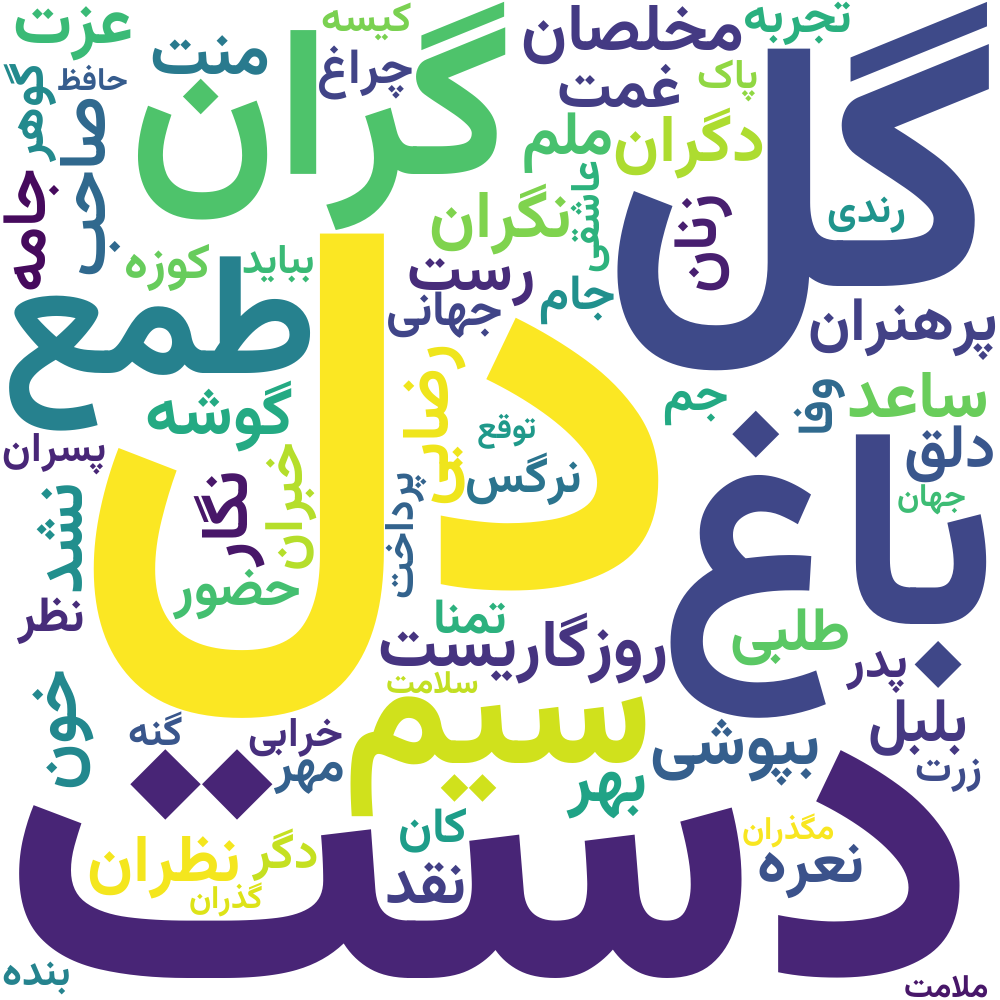 عزت
کیسه
مخلصان
تجربه
گران
گل
منت
چراغ
غمت
پاک
حافظ
گوهر
صاحب
ملم
دگران
جامه
عاشقی
نگران
زنان
رندی
کوزه
بباید
رست
جام
جهانی
پرهنران
طمع
دل
رضایی
جم
وفا
ساعد
گوشه
توقع
باغ
دلق
پسران
نرگس
نگار
خبران
پرداخت
جهان
نشد
حضور
نظر
تمنا
طلبی
روزگاریست
پدر
سلامت
سیم
خون
گنه
خرابی
بلبل
بپوشی
مهر
بهر
زرت
دست
کان
مگذران
نظران
دگر
نعره
نقد
گذران
بنده
ملامت